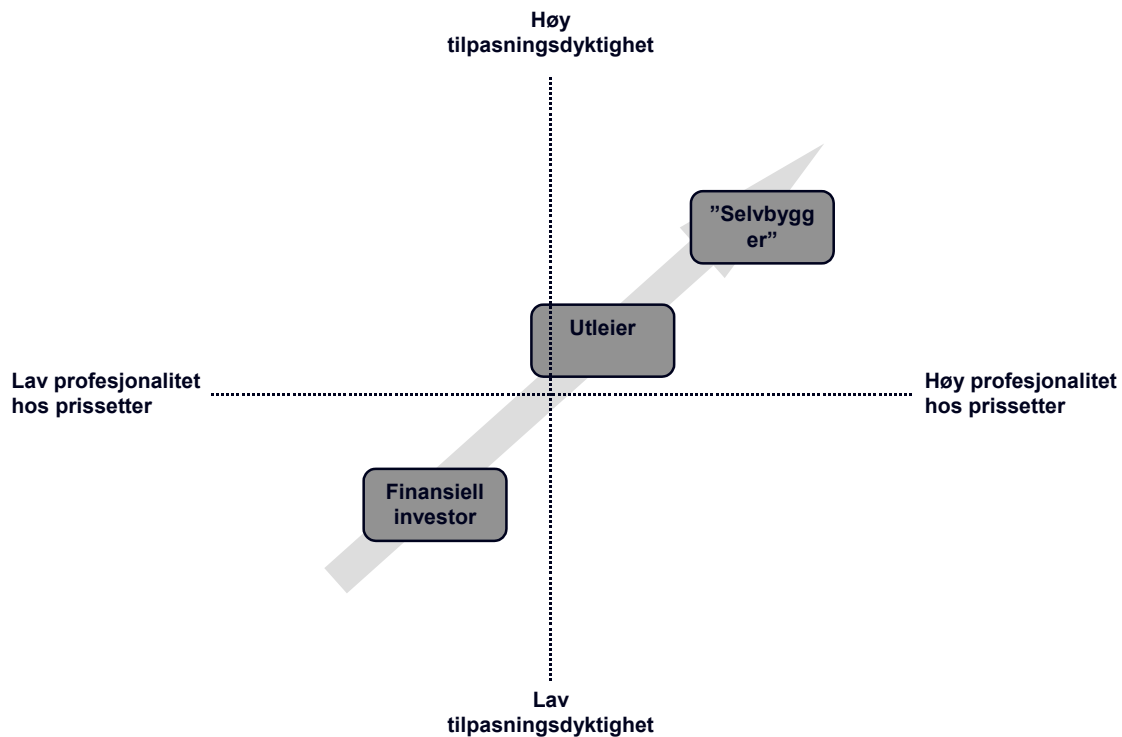 Høy
tilpasningsdyktighet
”Selvbygg
er”
Utleier
Lav profesjonalitet
hos prissetter
Høy profesjonalitet
hos prissetter
Finansiell
investor
Lav
tilpasningsdyktighet